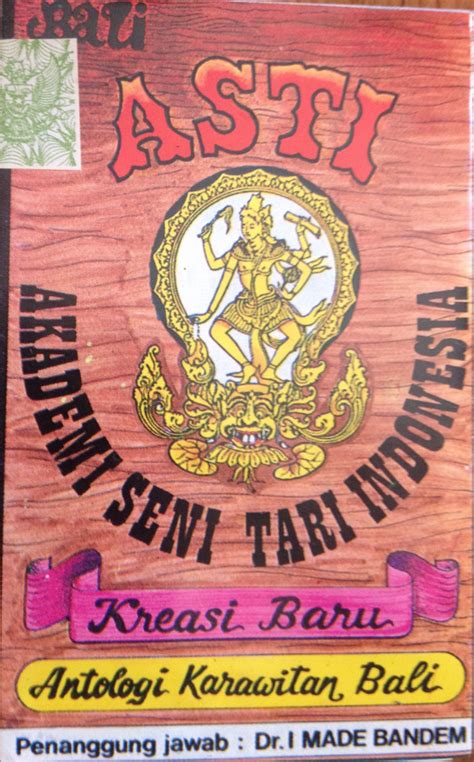 Bali
ASTI
AKADEMI SENI TARI INDONESIA
Kreasi Baru
Antologi Karawitan Bali
Penanggung jawab : Dr. I MADE BANDEM